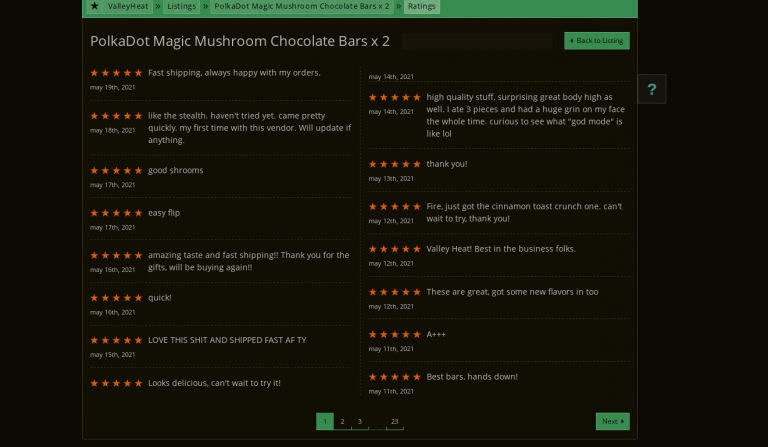 ★ ValleyHeat » Listings » PolkaDot Magic Mushroom Chocolate Bars x 2 » Ratings
PolkaDot Magic Mushroom Chocolate Bars x 2
Back to Listing
?
★★★★★ Fast shipping, always happy with my orders.
may 19th, 2021
★★★★★ like the stealth. haven't tried yet. came pretty
may 18th, 2021 quickly. my first time with this vendor. Will update if
anything.
★★★★★ good shrooms
may 17th, 2021
★★★★★ easy flip
may 17th, 2021
★★★★★ amazing taste and fast shipping!! Thank you for the
may 16th, 2021 gifts, will be buying again!!
★★★★★ quick!
may 16th, 2021
★★★★★ LOVE THIS SHIT AND SHIPPED FAST AF TY
may 15th, 2021
★★★★★ Looks delicious, can't wait to try it!
may 14th, 2021
★★★★★ high quality stuff, surprising great body high as
may 14th, 2021 well. I ate 3 pieces and had a huge grin on my face
the whole time. curious to see what "god mode" is
like lol
★★★★★ thank you!
may 13th, 2021
★★★★★ Fire, just got the cinnamon toast crunch one. can't
may 12th, 2021 wait to try, thank you!
★★★★★ Valley Heat! Best in the business folks.
may 12th, 2021
★★★★★ These are great, got some new flavors in too
may 12th, 2021
★★★★★ A+++
may 11th, 2021
★★★★★ Best bars, hands down!
may 11th, 2021
1 2 3 23
Next